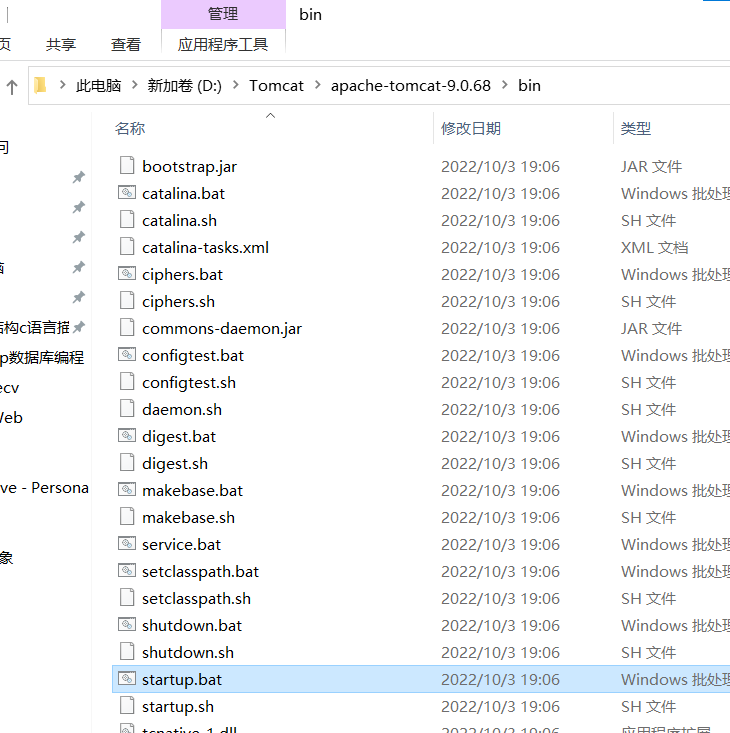 管理 bin
页 共享 查看 应用程序工具
此电脑 新加卷 (D:) Tomcat apache-tomcat-9.0.68 bin
名称 修改日期 类型
问
bootstrap.jar 2022/10/3 19:06 JAR 文件
catalina.bat 2022/10/3 19:06 Windows 批处理
catalina.sh 2022/10/3 19:06 SH 文件
catalina-tasks.xml 2022/10/3 19:06 XML 文档
ciphers.bat 2022/10/3 19:06 Windows 批处理
ciphers.sh 2022/10/3 19:06 SH 文件
结构c语言描 commons-daemon.jar 2022/10/3 19:06 JAR 文件
p数据库编程 configtest.bat 2022/10/3 19:06 Windows 批处理
ecv configtest.sh 2022/10/3 19:06 SH 文件
Web daemon.sh 2022/10/3 19:06 SH 文件
digest.bat 2022/10/3 19:06 Windows 批处理
digest.sh 2022/10/3 19:06 SH 文件
ve - Persona makebase.bat 2022/10/3 19:06 Windows 批处理
makebase.sh 2022/10/3 19:06 SH 文件
service.bat 2022/10/3 19:06 Windows 批处理
象 setclasspath.bat 2022/10/3 19:06 Windows 批处理
setclasspath.sh 2022/10/3 19:06 SH 文件
shutdown.bat 2022/10/3 19:06 Windows 批处理
shutdown.sh 2022/10/3 19:06 SH 文件
startup.bat 2022/10/3 19:06 Windows 批处理
startup.sh 2022/10/3 19:06 SH 文件
tcnative-1.dll 2022/10/3 19:06 应用程序扩展